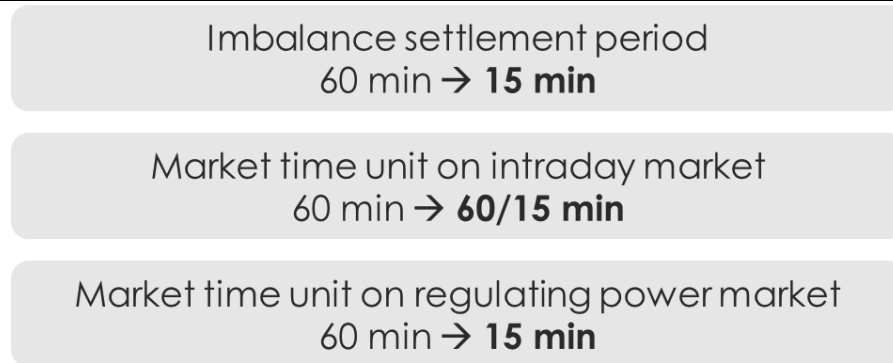 Imbalance settlement period
60 min → 15 min
Market time unit on intraday market
60 min → 60/15 min
Market time unit on regulating power market
60 min → 15 min